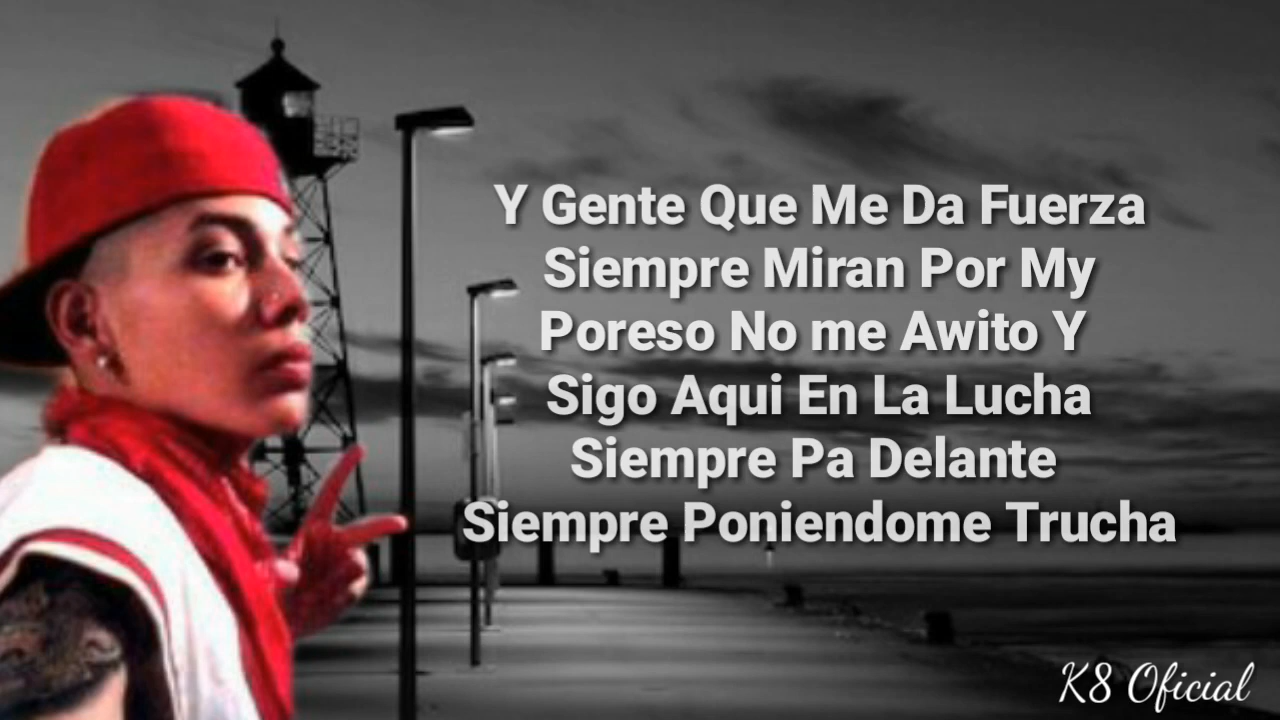 Y Gente Que Me Da Fuerza
Siempre Miran Por My
Poreso No me Awito Y
Sigo Aqui En La Lucha
Siempre Pa Delante
Siempre Poniendome Trucha
K8 Oficial